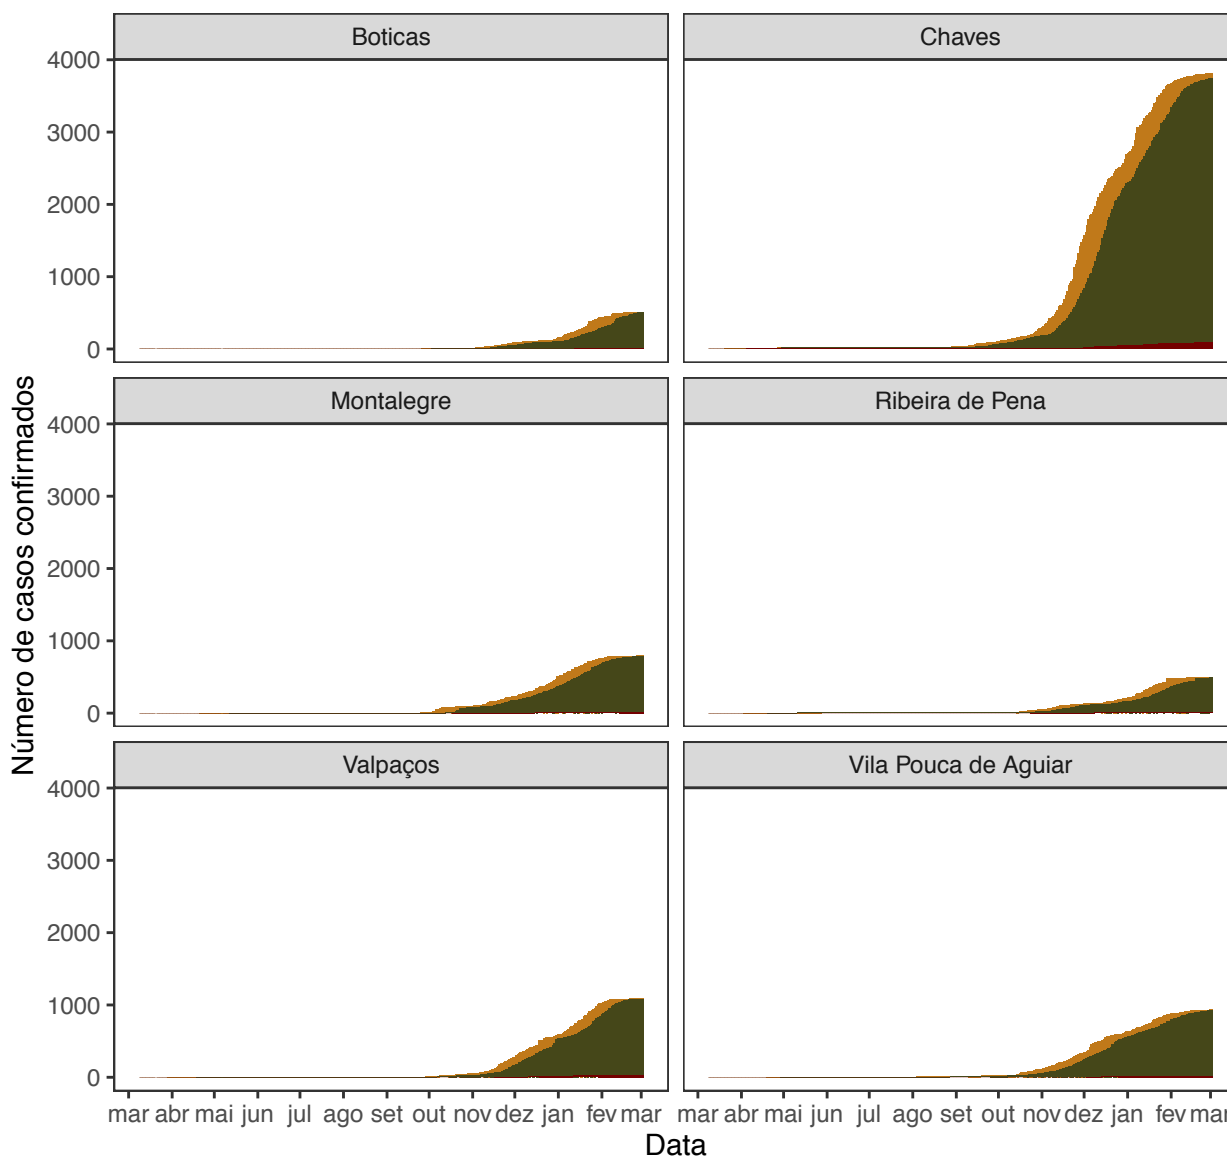 Boticas
Chaves
4000
3000
2000
1000
0
Montalegre
Ribeira de Pena
4000
3000
2000
1000
0
Número de casos confirmados
Valpaços
Vila Pouca de Aguiar
4000
3000
2000
1000
0
mar abr mai jun jul ago set out nov dez jan fev mar
mar abr mai jun jul ago set out nov dez jan fev mar
Data